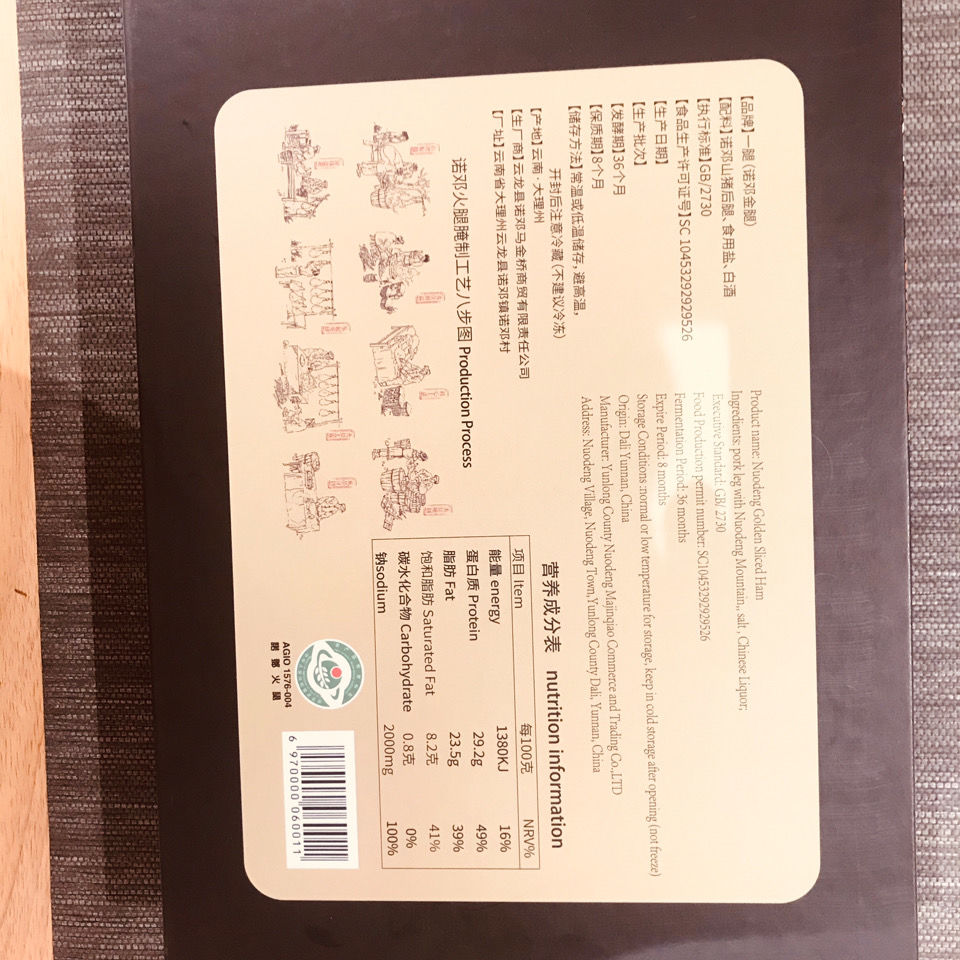 【品牌】一腿（诺邓金腿）
【配料】诺邓山猪后腿、食用盐、白酒
【执行标准】GB/2730
【食品生产许可证号】SC 10453292929526
【生产日期】
【生产批次】
【发酵期】36个月
【保质期】8个月
【储存方法】常温或低温储存,避高温,
开封后注意冷藏（不建议冷冻）
【产地】云南·大理州
【生厂商】云龙县诺邓马金桥商贸有限责任公司
【厂址】云南省大理州云龙县诺邓镇诺邓村
Product name: Nuodeng Golden Sliced Ham
Ingredients: pork leg with Nuodeng Mountain,, salt , Chinese Liquor;
Executive Standard: GB/ 2730
Food Production permit number: SC10453292929526
Fermentation Period: 36 months
Expire Period: 8 months
Storage Conditions :normal or low temperature for storage, keep in cold storage after opening (not freeze)
Origin: Dali Yunnan, China
Manufacturer: Yunlong County Nuodeng Majinqiao Commerce and Trading Co.,LTD
Address: Nuodeng Village, Nuodeng Town,Yunlong County Dali, Yunnan, China
诺邓火腿腌制工艺八步图 Production Process
营养成分表 nutrition information
项目 Item 每100克 NRV%
能量 energy 1380KJ 16%
蛋白质 Protein 29.2g 49%
脂肪 Fat 23.5g 39%
饱和脂肪 Saturated Fat 8.2克 41%
碳水化合物 Carbohydrate 0.8克 0%
钠sodium 2000mg 100%
AGIO 1576-004
诺邓火腿
6 970000 060011